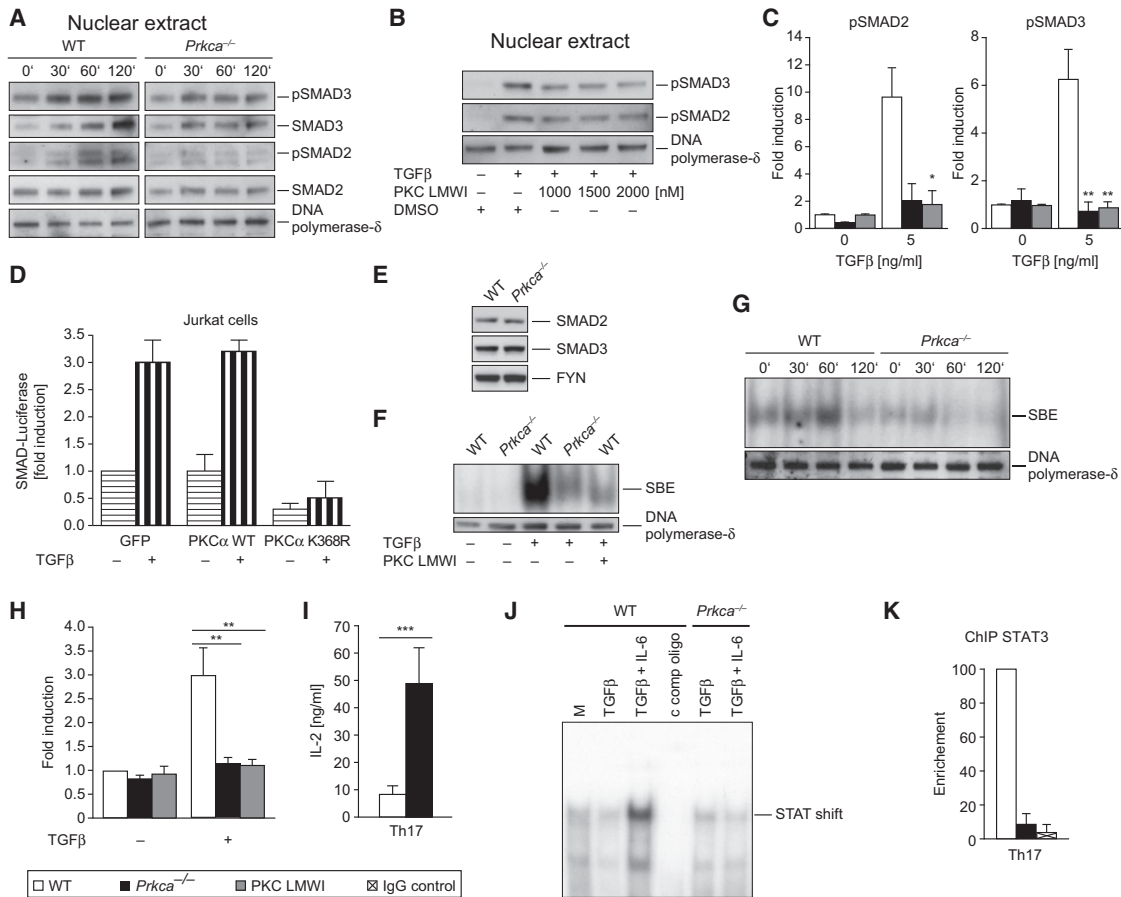 A
Nuclear extract
WT Prkca–/–
0‘ 30‘ 60‘ 120‘ 0‘ 30‘ 60‘ 120‘
pSMAD3
SMAD3
pSMAD2
SMAD2
DNA
polymerase-δ
B
Nuclear extract
pSMAD3
pSMAD2
DNA
polymerase-δ
TGFβ – + + + +
PKC LMWI – – 1000 1500 2000 [nM]
DMSO + + – – –
C
pSMAD2
Fold induction
14
12
10
8
6
4
2
0
*
0 5
TGFβ [ng/ml]
pSMAD3
Fold induction
8
6
4
2
0
** **
0 5
TGFβ [ng/ml]
D
Jurkat cells
SMAD-Luciferase
[fold induction]
3.5
3.0
2.5
2.0
1.5
1.0
0.5
0.0
GFP PKCα WT PKCα K368R
TGFβ – + – + – +
E
WT Prkca–/–
SMAD2
SMAD3
FYN
F
WT Prkca–/– WT Prkca–/– WT
SBE
DNA
polymerase-δ
TGFβ – – + + +
PKC LMWI – – – – +
G
WT Prkca–/–
0‘ 30‘ 60‘ 120‘ 0‘ 30‘ 60‘ 120‘
SBE
DNA
polymerase-δ
H
Fold induction
4.0
3.5
3.0
2.5
2.0
1.5
1.0
0.5
0.0
**
**
TGFβ – +
I
IL-2 [ng/ml]
70
60
50
40
30
20
10
0
***
Th17
J
WT Prkca–/–
M TGFβ TGFβ + IL-6 c comp oligo TGFβ TGFβ + IL-6
STAT shift
K
ChIP STAT3
Enrichement
100
80
60
40
20
0
Th17
WT Prkca–/– PKC LMWI IgG control